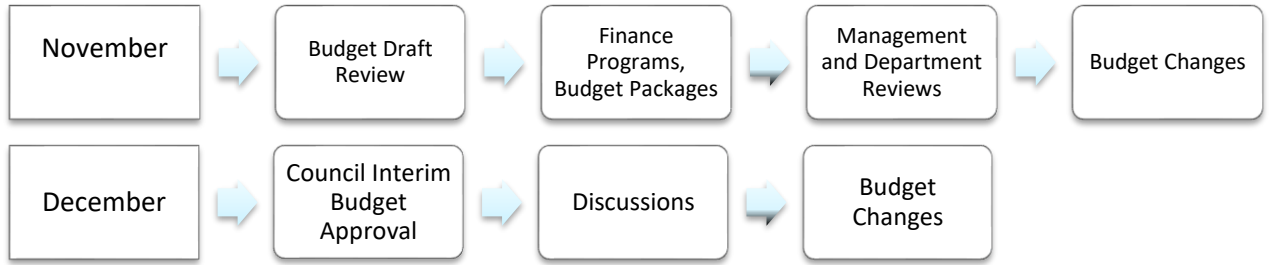 November
Budget Draft
Review
Finance
Programs,
Budget Packages
Management
and Department
Reviews
Budget Changes
December
Council Interim
Budget
Approval
Discussions
Budget
Changes